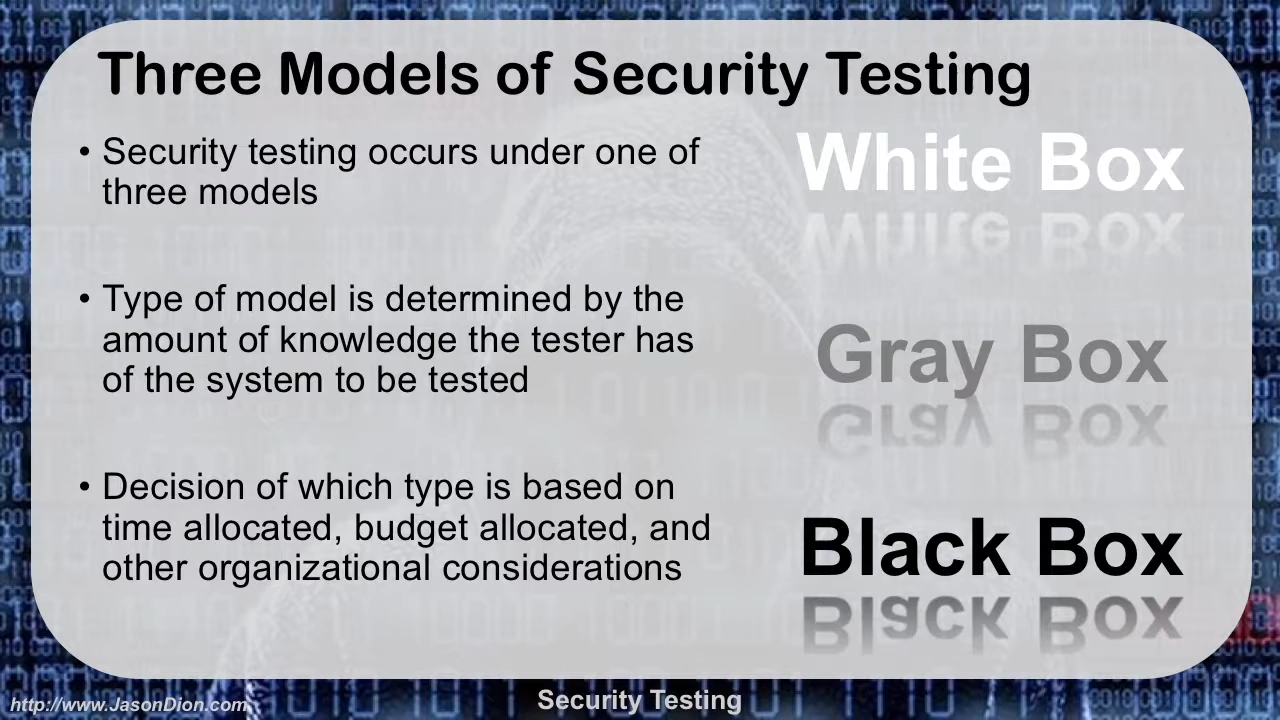 Three Models of Security Testing
• Security testing occurs under one of
three models
• Type of model is determined by the
amount of knowledge the tester has
of the system to be tested
• Decision of which type is based on
time allocated, budget allocated, and
other organizational considerations
White Box
Gray Box
Black Box
http://www.JasonDion.com
Security Testing